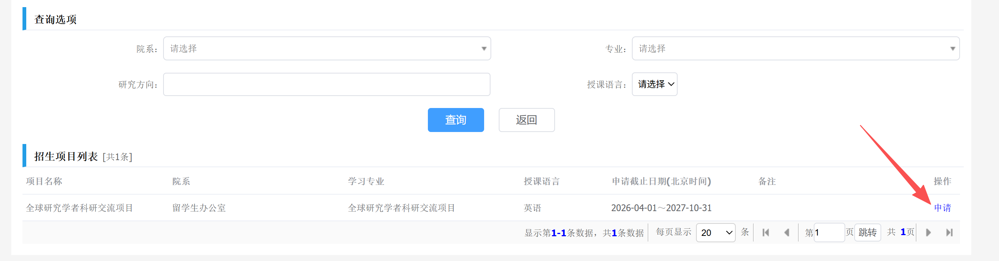 查询选项
院系： 请选择 专业： 请选择
研究方向： 授课语言： 请选择
查询 返回
招生项目列表 [共1条]
项目名称 院系 学习专业 授课语言 申请截止日期(北京时间) 备注 操作
全球研究学者科研交流项目 留学生办公室 全球研究学者科研交流项目 英语 2026-04-01～2027-10-31 申请
显示第1-1条数据，共1条数据 每页显示 20 条 第1页 跳转 共 1页